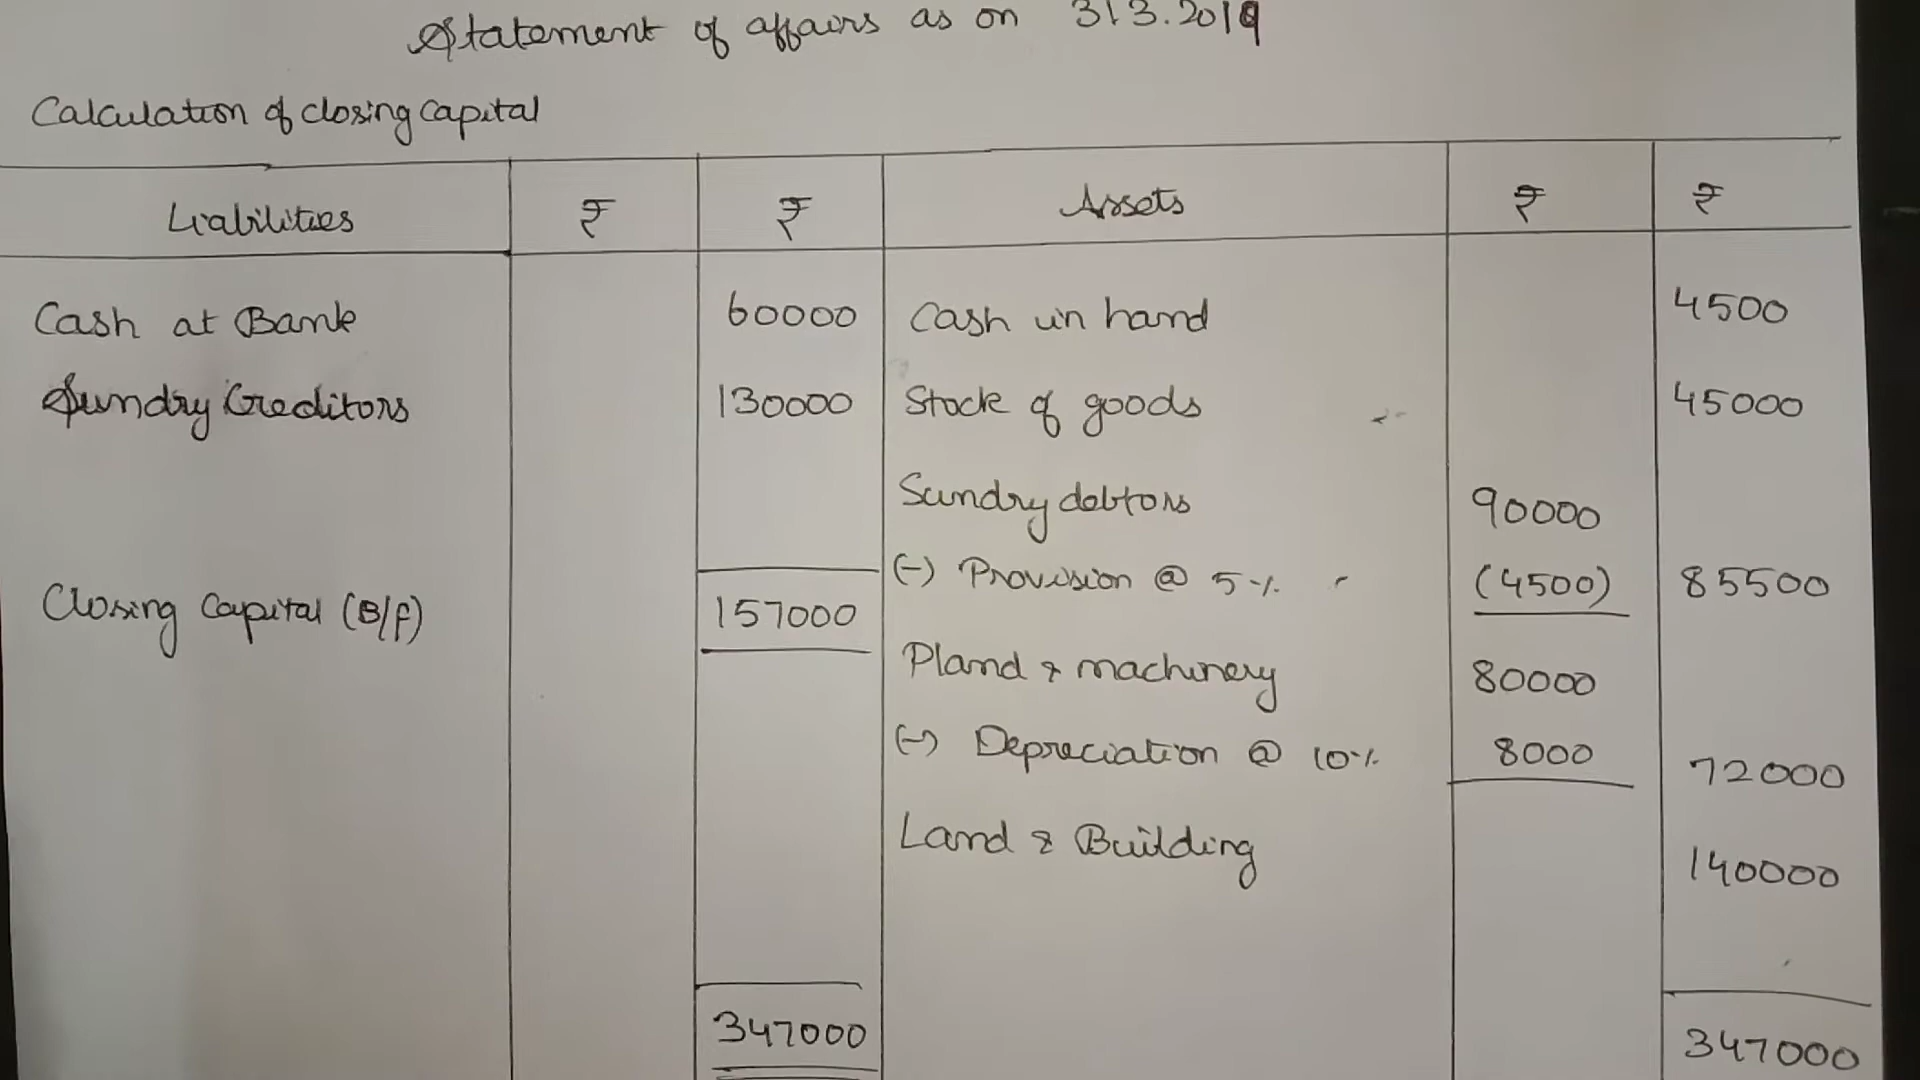 Statement of affairs as on 31 3.2019
Calculation of closing capital
Liabilities ₹ ₹ Assets ₹ ₹
Cash at Bank 60000 Cash in hand 4500
Sundry Creditors 130000 Stock of goods 45000
Sundry debtors 90000
(-) Provision @ 5% (4500) 85500
Closing Capital (B/f) 157000
Pland & machinery 80000
(-) Depreciation @ 10% 8000 72000
Land & Building 140000
347000 347000